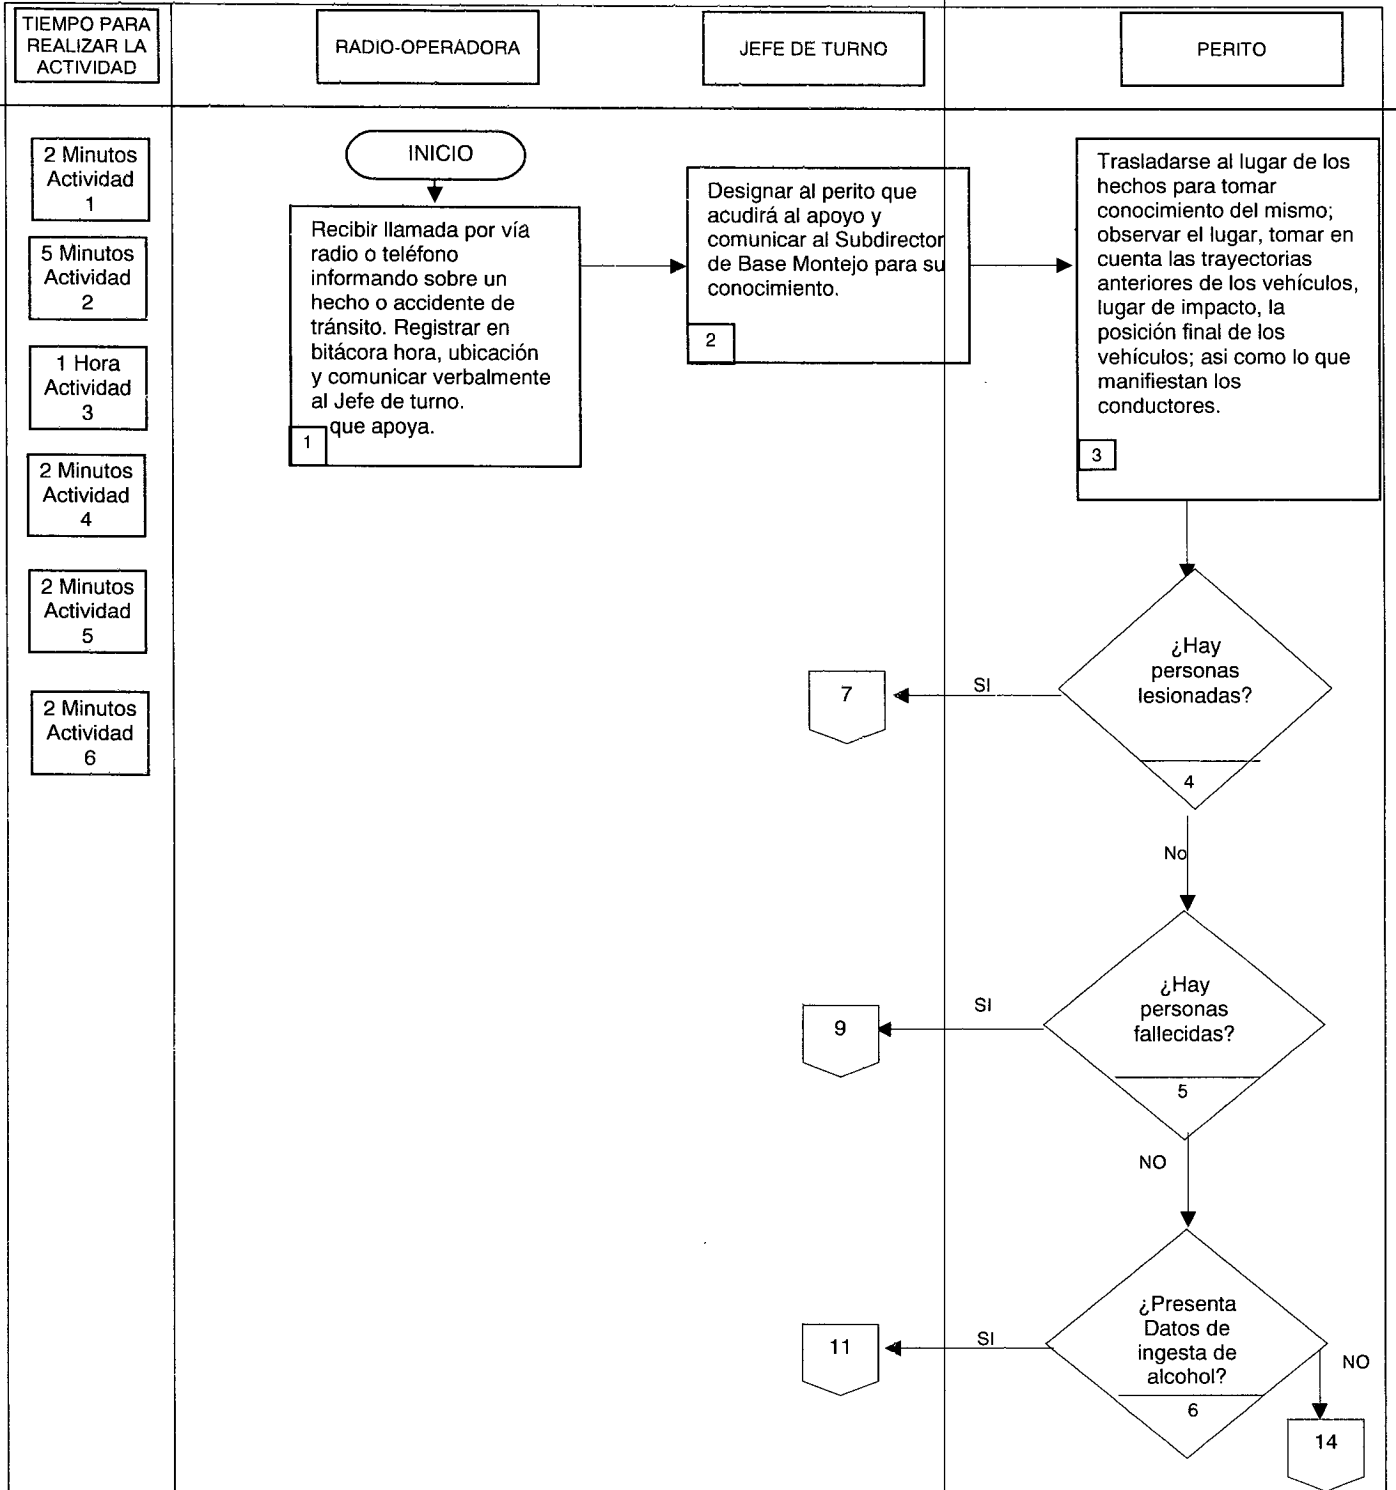 TIEMPO PARA
REALIZAR LA
ACTIVIDAD
RADIO-OPERADORA
JEFE DE TURNO
PERITO
2 Minutos
Actividad
1
5 Minutos
Actividad
2
1 Hora
Actividad
3
2 Minutos
Actividad
4
2 Minutos
Actividad
5
2 Minutos
Actividad
6
INICIO
Recibir llamada por vía
radio o teléfono
informando sobre un
hecho o accidente de
tránsito. Registrar en
bitácora hora, ubicación
y comunicar verbalmente
al Jefe de turno.
que apoya.
1
Designar al perito que
acudirá al apoyo y
comunicar al Subdirector
de Base Montejo para su
conocimiento.
2
Trasladarse al lugar de los
hechos para tomar
conocimiento del mismo;
observar el lugar, tomar en
cuenta las trayectorias
anteriores de los vehículos,
lugar de impacto, la
posición final de los
vehículos; asi como lo que
manifiestan los
conductores.
3
¿Hay
personas
lesionadas?
4
SI
7
No
¿Hay
personas
fallecidas?
5
SI
9
NO
¿Presenta
Datos de
ingesta de
alcohol?
6
SI
11
NO
14